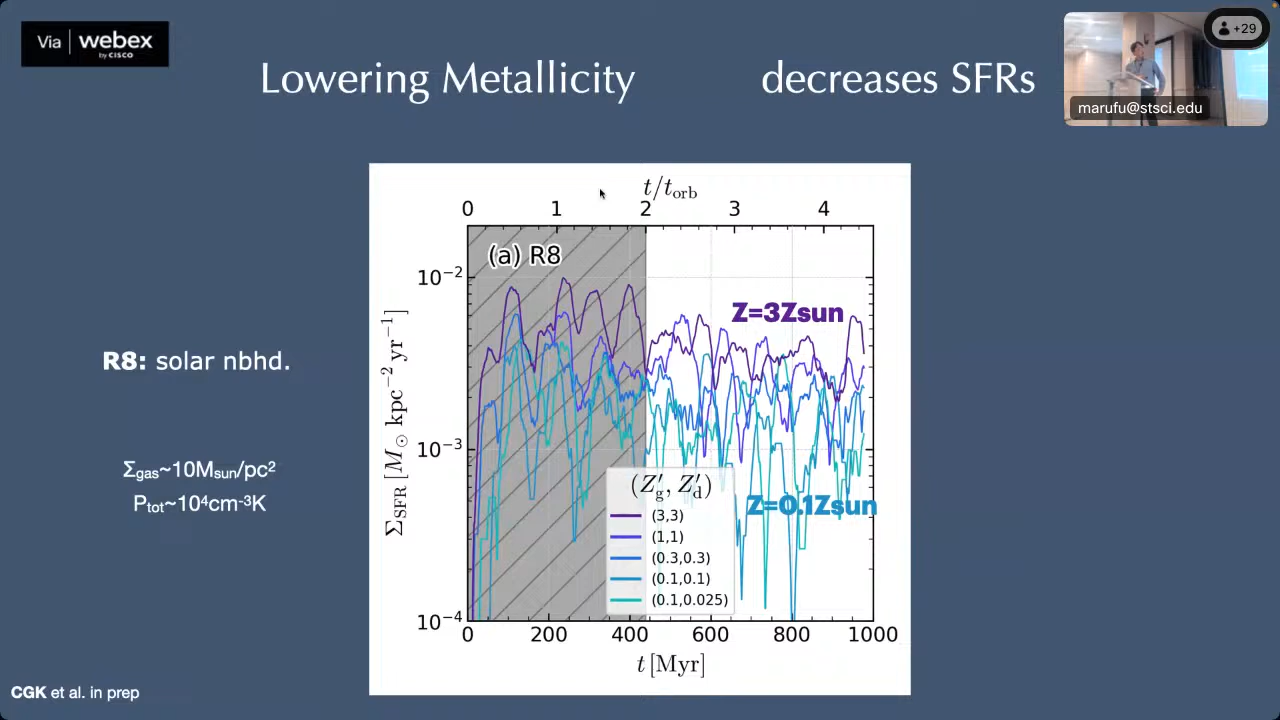 Via | webex
by CISCO
+29
marufu@stsci.edu
Lowering Metallicity decreases SFRs
t/t_orb
0 1 2 3 4
(a) R8
10⁻²
10⁻³
10⁻⁴
Σ_SFR [M_⊙ kpc⁻² yr⁻¹]
Z=3Zsun
Z=0.1Zsun
(Z′_g, Z′_d)
(3,3)
(1,1)
(0.3,0.3)
(0.1,0.1)
(0.1,0.025)
0 200 400 600 800 1000
t [Myr]
R8: solar nbhd.
Σgas~10Msun/pc²
Ptot~10⁴cm⁻³K
CGK et al. in prep